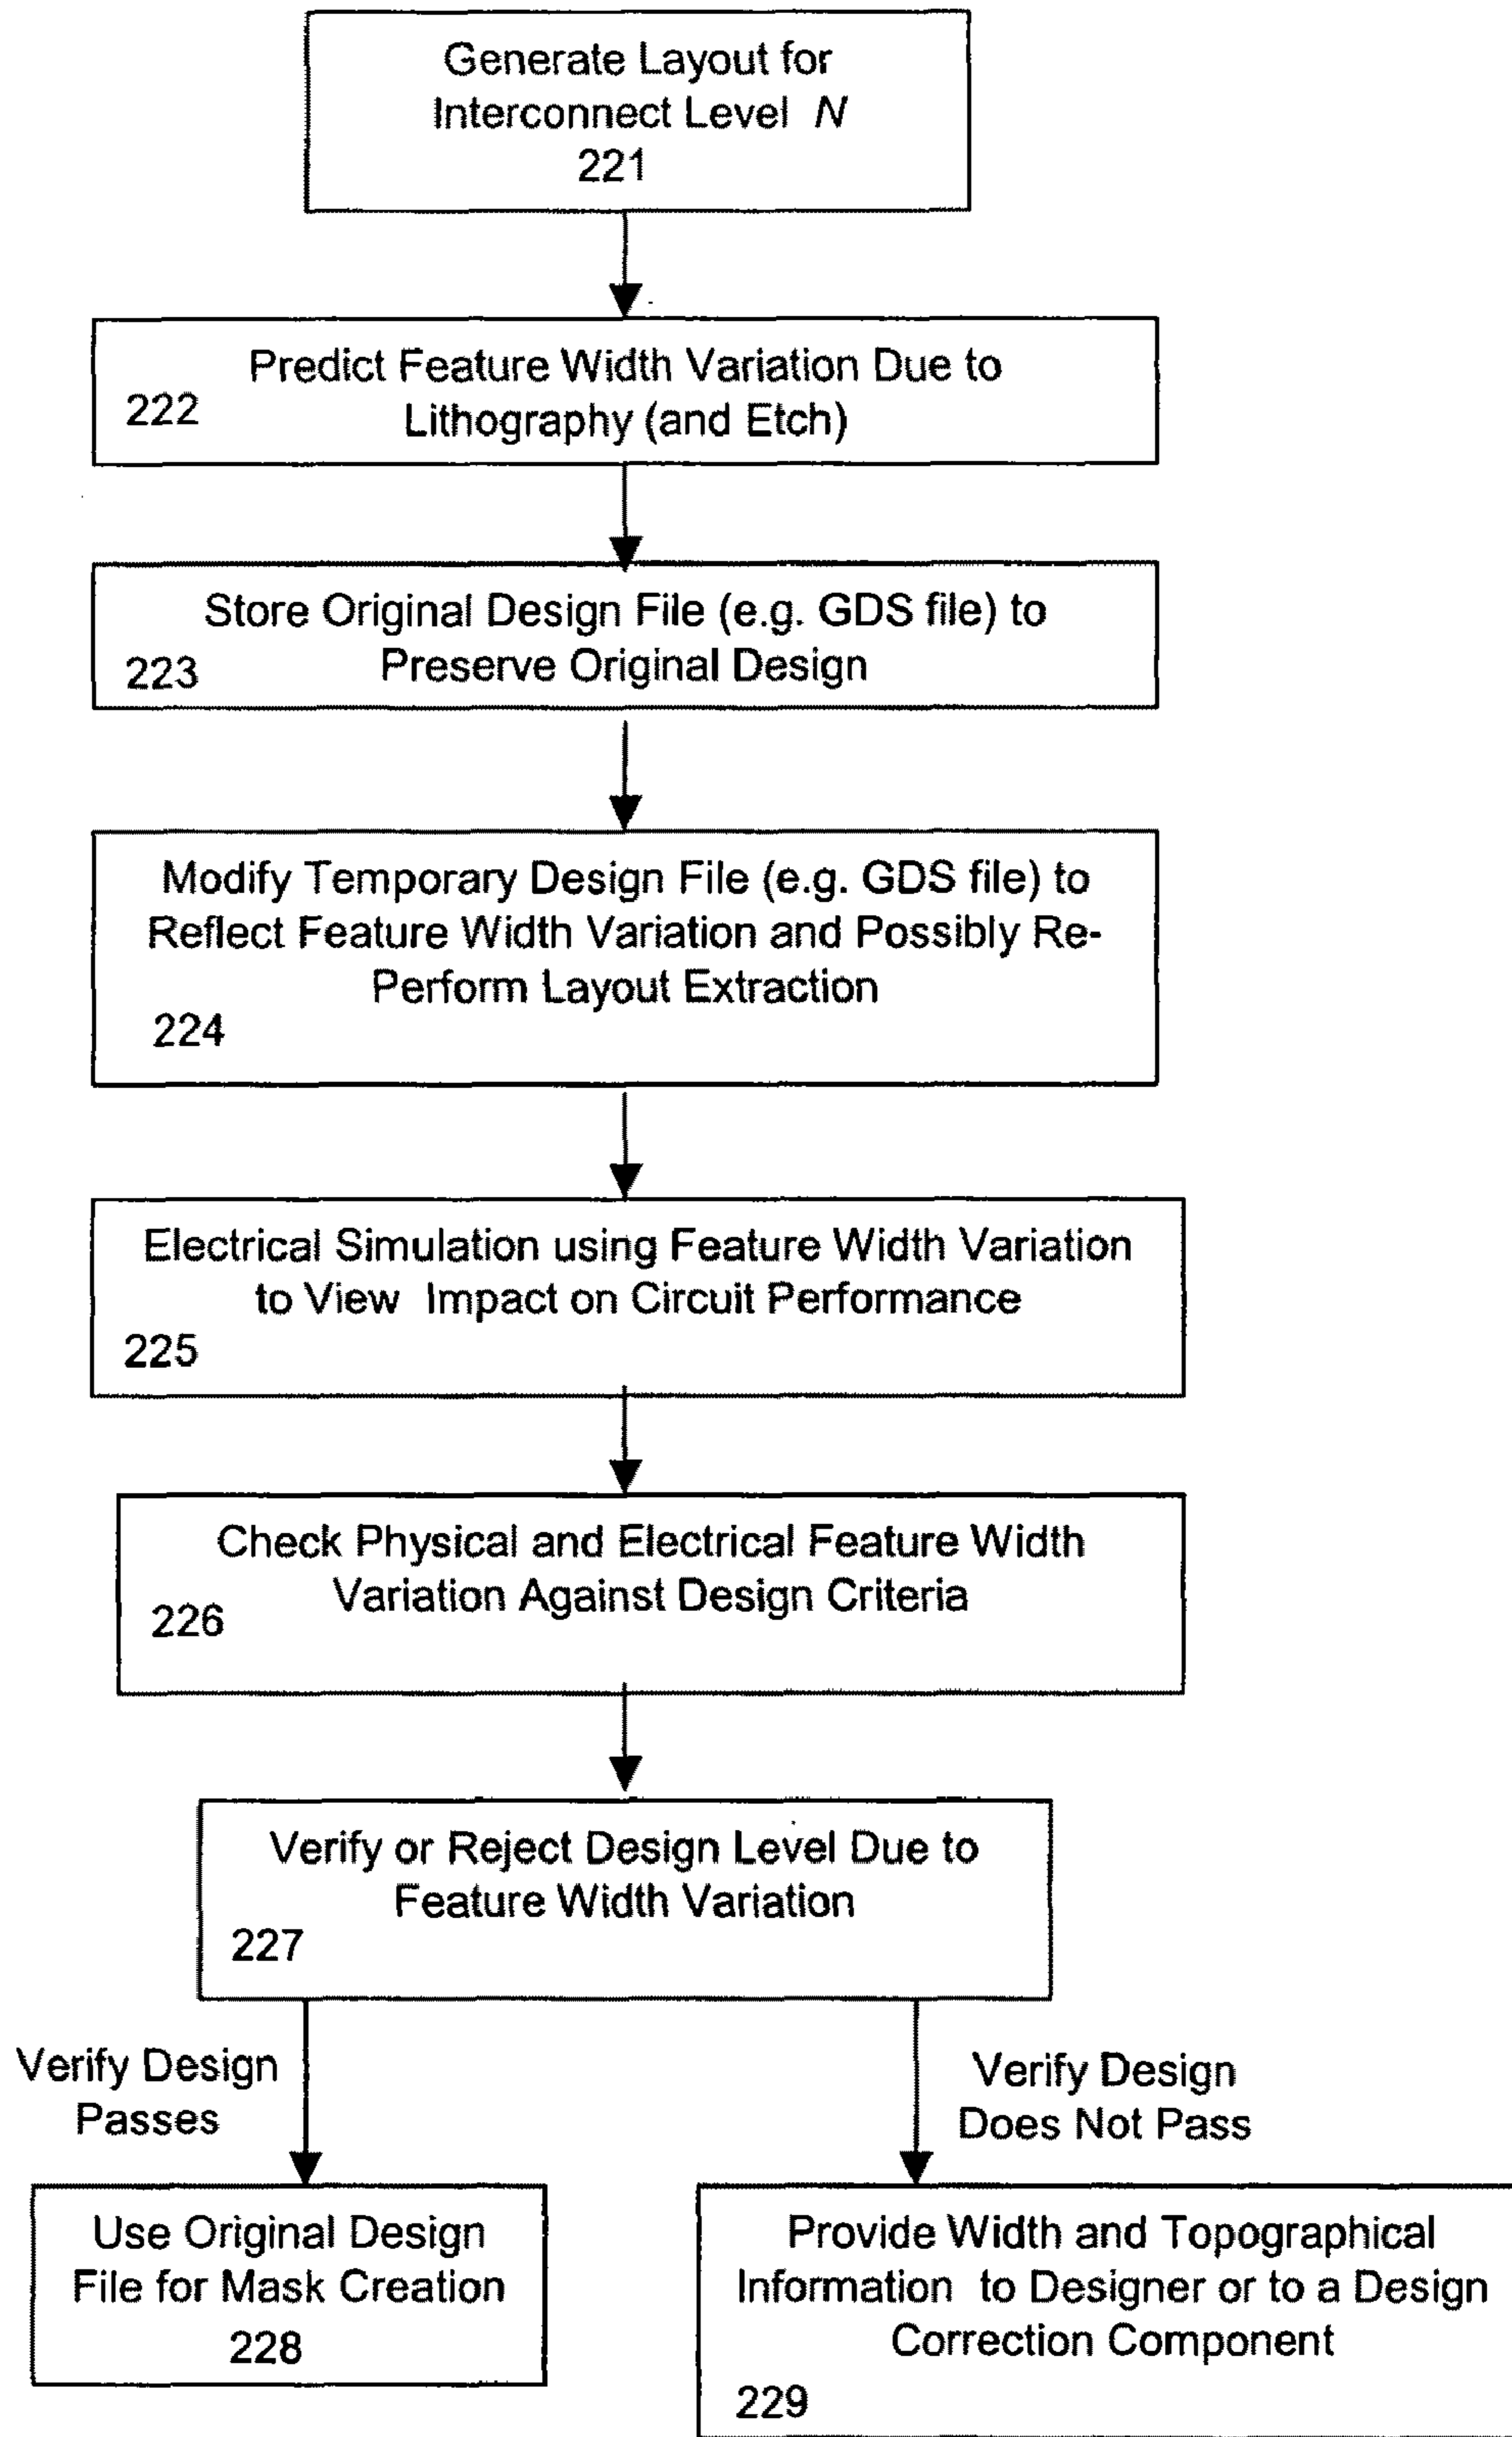 Generate Layout for
Interconnect Level N
221
Predict Feature Width Variation Due to
Lithography (and Etch)
222
Store Original Design File (e.g. GDS file) to
Preserve Original Design
223
Modify Temporary Design File (e.g. GDS file) to
Reflect Feature Width Variation and Possibly Re-
Perform Layout Extraction
224
Electrical Simulation using Feature Width Variation
to View Impact on Circuit Performance
225
Check Physical and Electrical Feature Width
Variation Against Design Criteria
226
Verify or Reject Design Level Due to
Feature Width Variation
227
Verify Design
Passes
Verify Design
Does Not Pass
Use Original Design
File for Mask Creation
228
Provide Width and Topographical
Information to Designer or to a Design
Correction Component
229